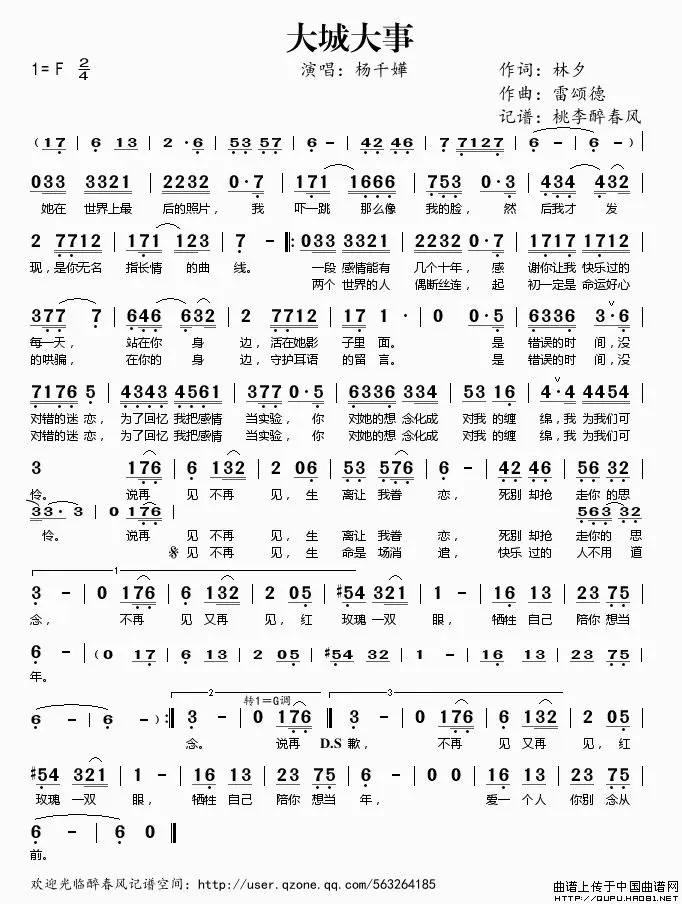 大城大事
1= F 2/4 演唱：杨千嬅 作词：林夕
作曲：雷颂德
记谱：桃李醉春风
( 17 | 6 13 | 2 · 6 | 53 57 | 6 - | 42 46 | 7 7127 | 6 - | 6 - ) |
033 3321 | 2232 0·7 | 171 1666 | 753 0·3 | 434 432 |
她在 世界上最 后的照片， 我 吓一跳 那么像 我的脸， 然 后我才 发
2 7712 | 171 123 | 7 - |: 033 3321 | 2232 0·7 | 1717 1717 |
现，是你无名 指长情 的曲 线。 一段 感情能有 几个十年， 感 谢你让我 快乐过的
两个 世界的人 偶断丝连， 起 初一定是 命运好心
377 7 | 646 632 | 2 7712 | 17 1 · | 0 0·5 | 6336 3·6 |
每一天， 站在你 身 边，活在她影 子里 面。 是 错误的时 间，没
的哄骗， 在你的 身 边，守护耳语 的留 言。 是 错误的时 间，没
7176 5 | 4343 4561 | 377 0·5 | 6336 334 | 53 16 | 4·4 4454 |
对错的迷 恋，为了回忆 我把感情 当实验， 你 对她的想 念化成 对我 的缠 绵，我 为我们可
对错的迷 恋，为了回忆 我把感情 当实验， 你 对她的想 念化成 对我 的缠 绵，我 为我们可
3 176 | 6 132 | 2 06 | 53 576 | 6 - | 42 46 | 56 32 |
怜。 说再 见 不再 见，生 离让 我眷 恋， 死别 却抢 走你 的思
33·3 | 0 176 | 563 32
怜。 说再 见 不再 见，生 离让 我眷 恋， 死别 却抢 走你的 思
见 不再 见，生 命是 场消 遣， 快乐 过的 人不用 道
1
3 - | 0 176 | 6 132 | 2 05 | #54 321 | 1 - | 16 13 | 23 75 |
念， 不再 见 又再 见，红 玫瑰 一双 眼， 牺牲 自己 陪你 想当
6 - | (0 17 | 6 13 | 2 05 | #54 32 | 1 - | 16 13 | 23 75 |
年。
2 转1＝G调 3
6 - | 6 - ) :| 3 - | 0 176 | 3 - | 0 176 | 6 132 | 2 05 |
念。 说再 D.S 歉， 不再 见 又再 见，红
#54 321 | 1 - | 16 13 | 23 75 | 6 - | 0 0 | 16 13 | 23 05 |
玫瑰 一双 眼， 牺牲 自己 陪你 想当 年， 爱一 个人 你别 念从
6 - | 6 0 ‖
前。
欢迎光临醉春风记谱空间：http://user.qzone.qq.com/563264185
曲谱上传于中国曲谱网
HTTP://QUPU.HAO81.NET